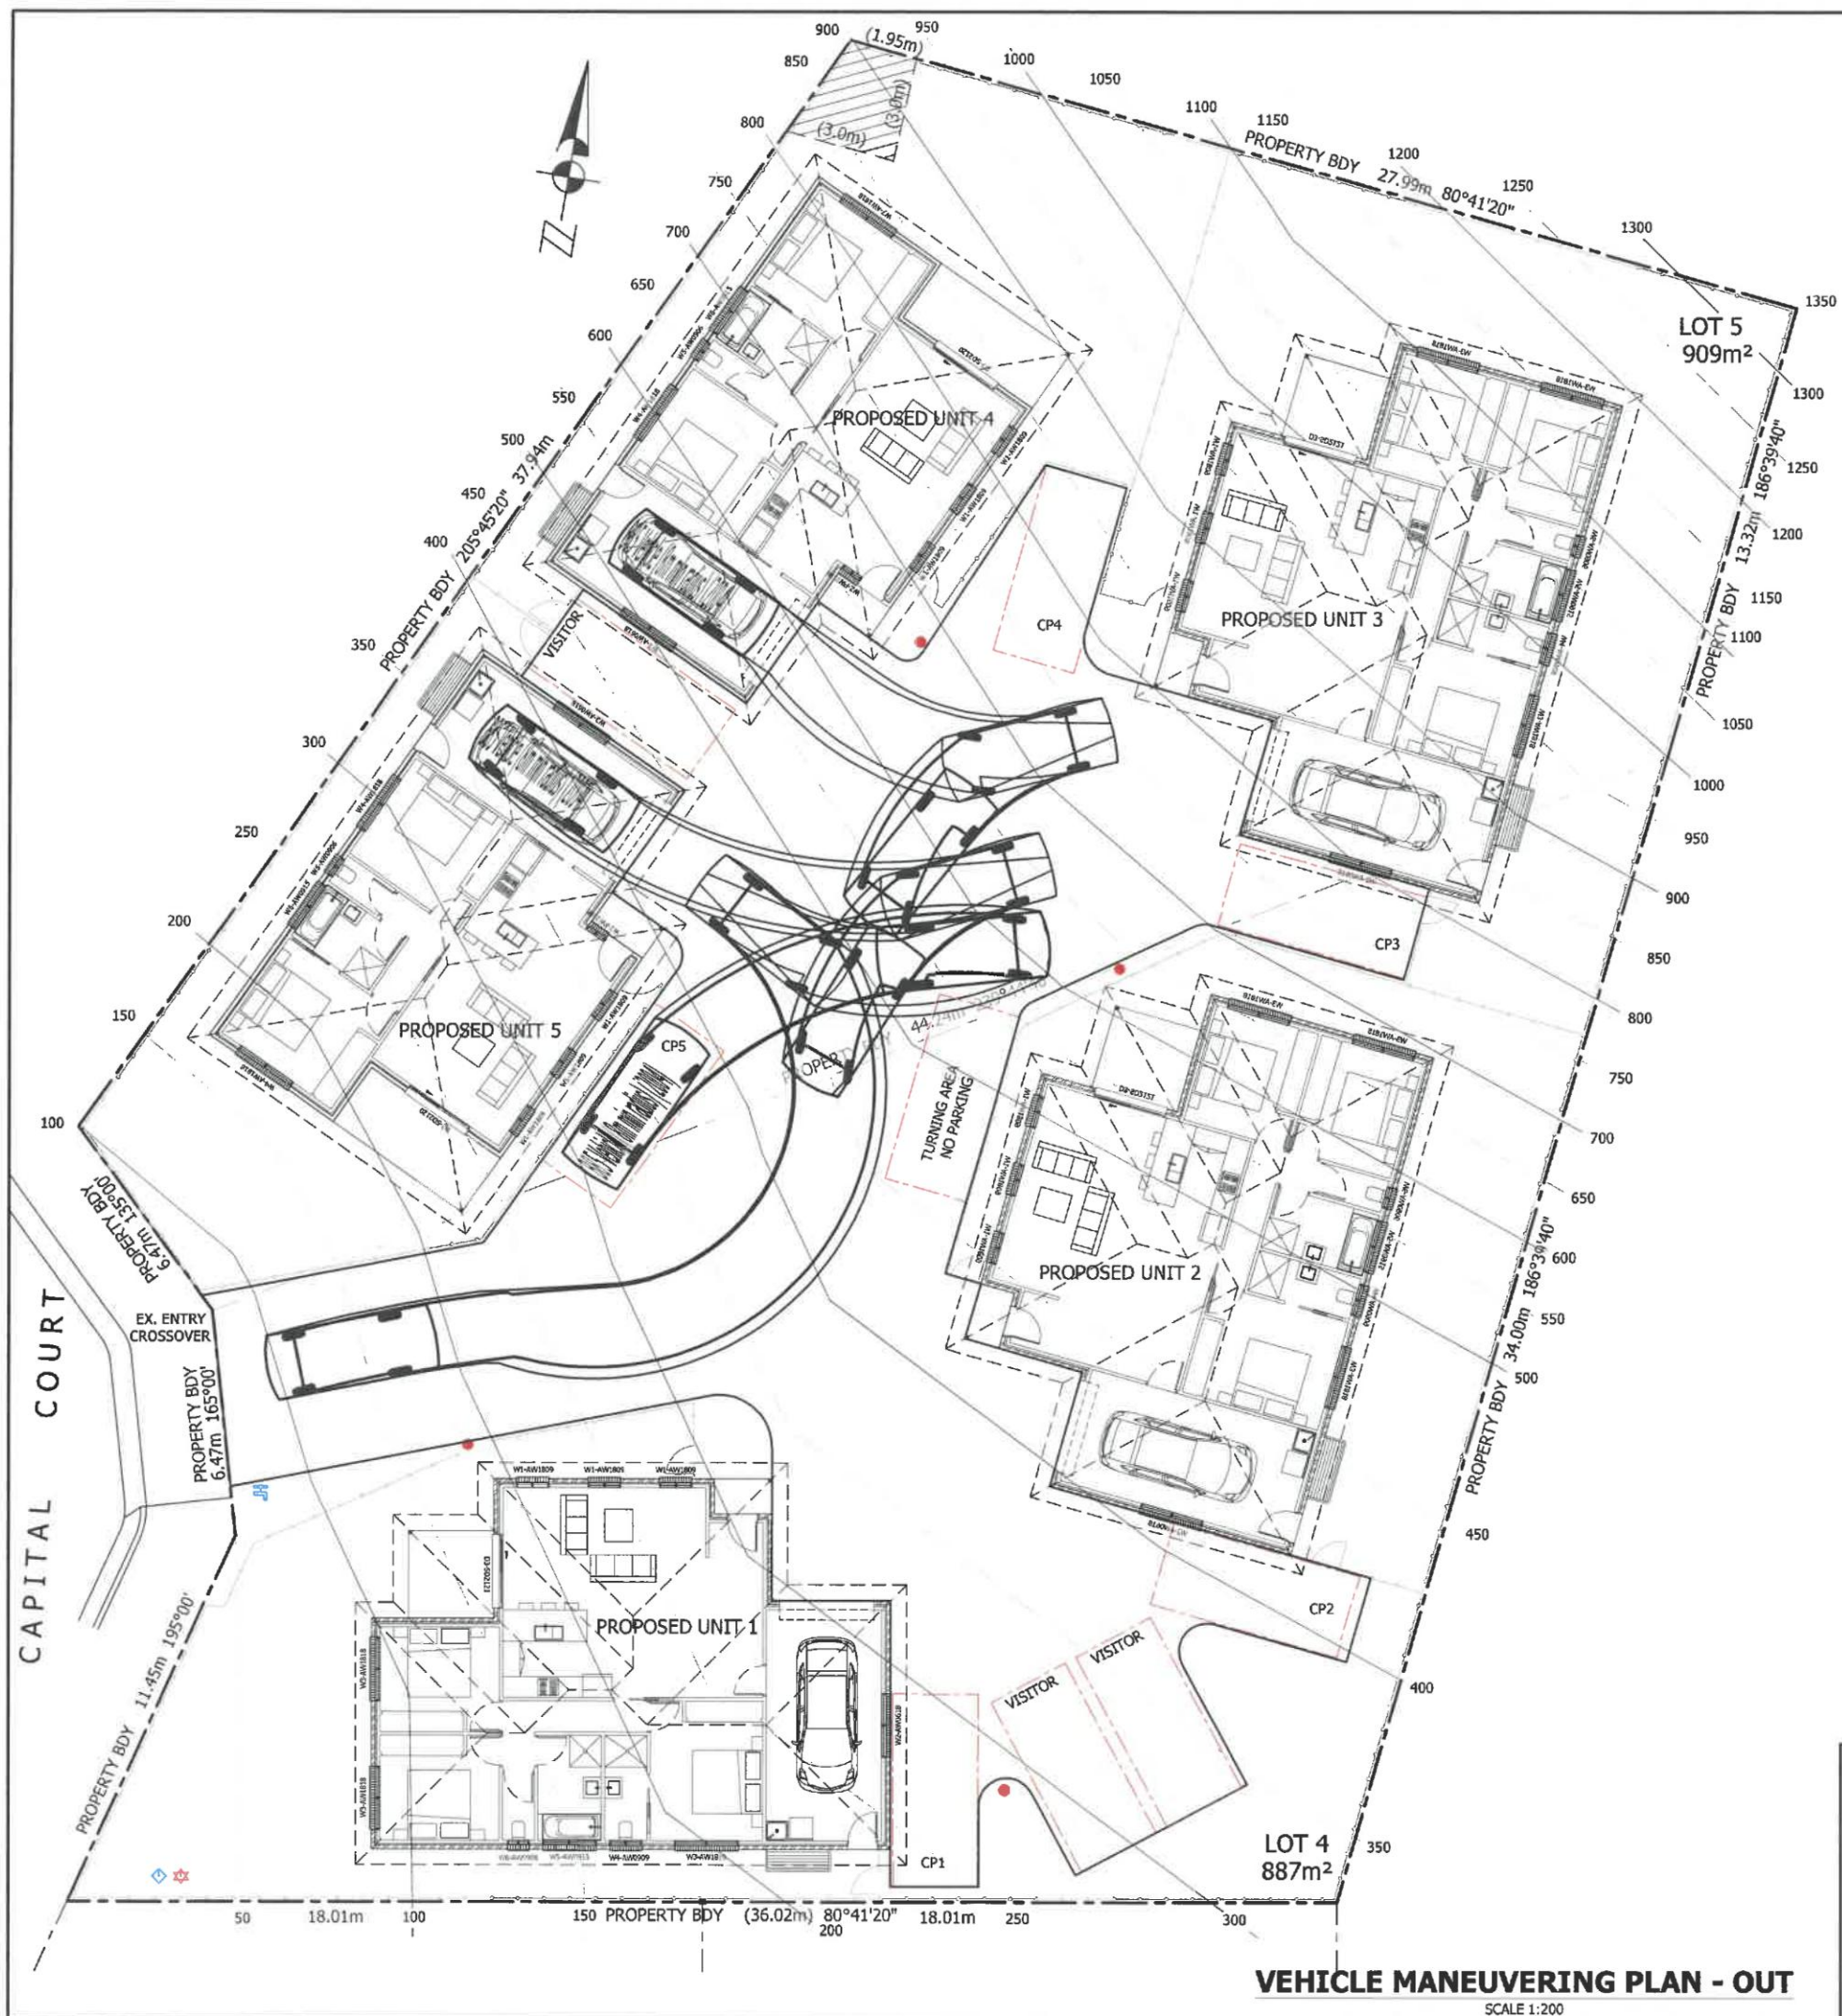 900
(1.95m)
950
850
1000
1050
1100
1150
PROPERTY BDY 27.99m 80°41'20"
1200
1250
1300
1350
(3.0m)
(3.0m)
800
750
700
650
600
550
500
450
400
350
300
250
200
150
100
LOT 5
909m²
1300
1250
1200
1150
1100
1050
1000
950
900
850
800
750
700
650
600
550
500
450
400
350
PROPERTY BDY 205°45'20" 37.94m
PROPERTY BDY 13.32m 186°39'40"
PROPOSED UNIT 4
PROPOSED UNIT 3
CP4
VISITOR
CP3
PROPOSED UNIT 5
CP5
44.24m
TURNING AREA
NO PARKING
PROPOSED UNIT 2
PROPERTY BDY
6.47m 135°00'
EX. ENTRY
CROSSOVER
PROPERTY BDY
6.47m 165°00'
CAPITAL COURT
PROPERTY BDY 34.00m 186°39'40"
W1-AW1809
W1-AW1809
W1-AW1809
PROPOSED UNIT 1
CP2
VISITOR
VISITOR
CP1
PROPERTY BDY 11.45m 195°00'
LOT 4
887m²
50
18.01m
100
150
PROPERTY BDY (36.02m) 80°41'20"
200
18.01m
250
300
VEHICLE MANEUVERING PLAN - OUT
SCALE 1:200